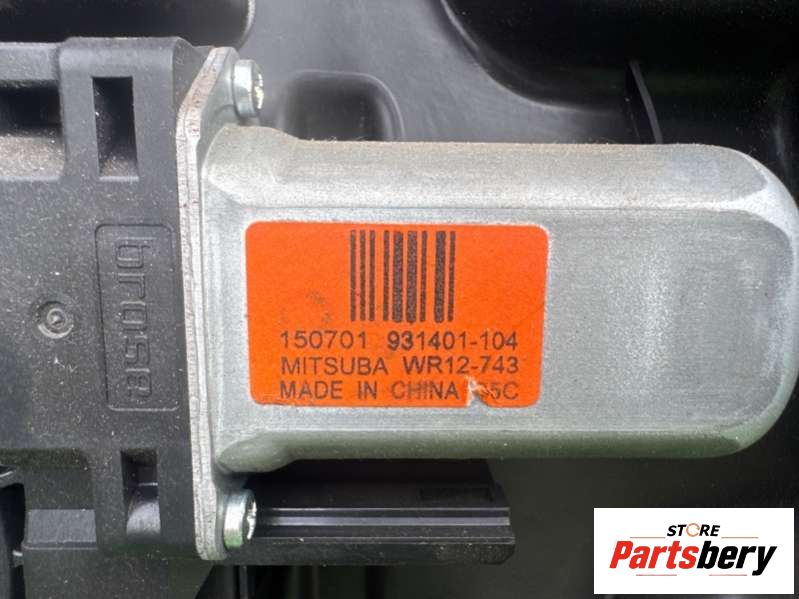 brose
150701 931401-104
MITSUBA WR12-743
MADE IN CHINA
STORE
Partsbery